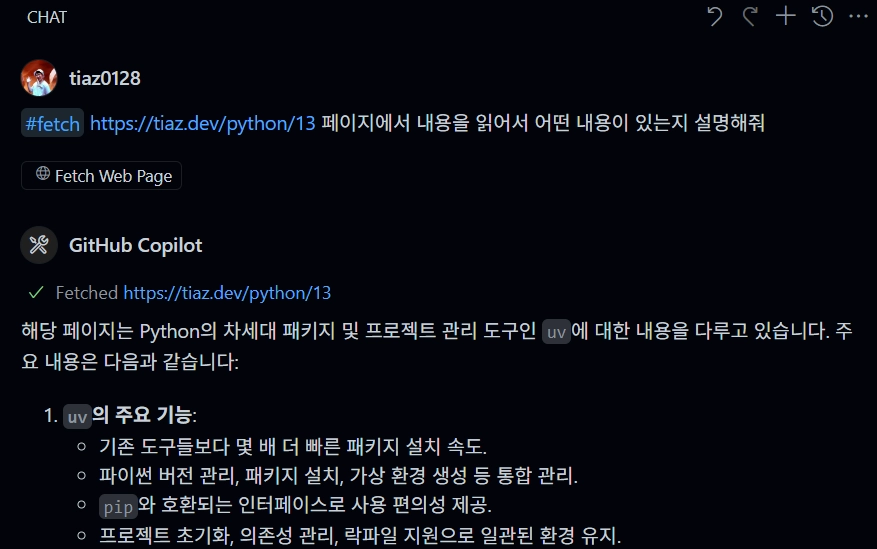 CHAT
tiaz0128
#fetch https://tiaz.dev/python/13 페이지에서 내용을 읽어서 어떤 내용이 있는지 설명해줘
Fetch Web Page
GitHub Copilot
Fetched https://tiaz.dev/python/13
해당 페이지는 Python의 차세대 패키지 및 프로젝트 관리 도구인 uv에 대한 내용을 다루고 있습니다. 주
요 내용은 다음과 같습니다:
1. uv의 주요 기능:
기존 도구들보다 몇 배 더 빠른 패키지 설치 속도.
파이썬 버전 관리, 패키지 설치, 가상 환경 생성 등 통합 관리.
pip와 호환되는 인터페이스로 사용 편의성 제공.
프로젝트 초기화, 의존성 관리, 락파일 지원으로 일관된 환경 유지.